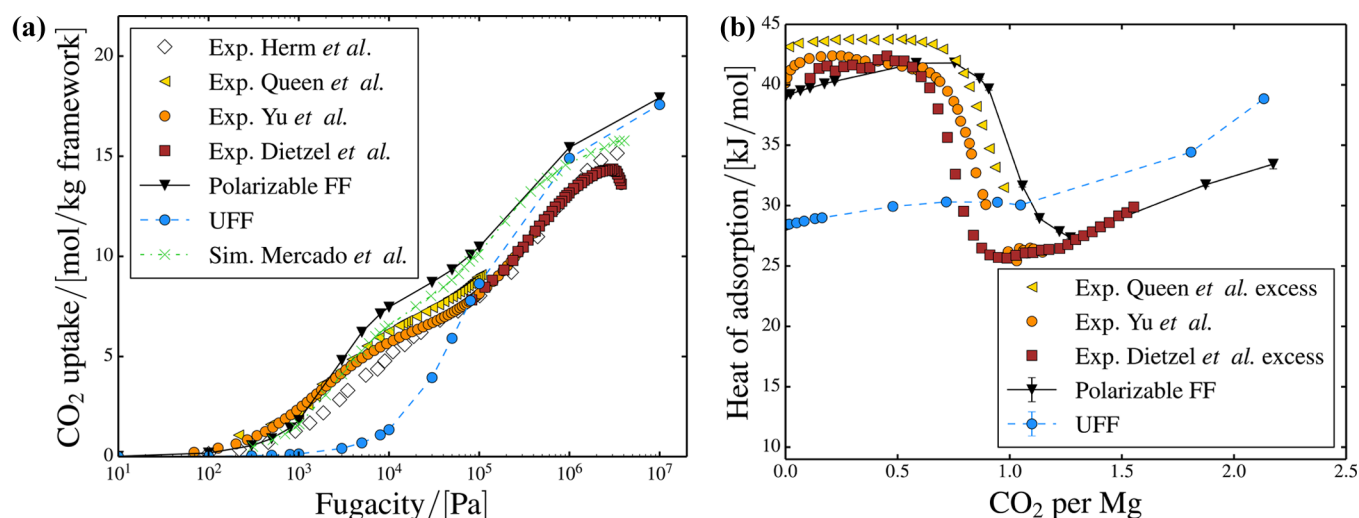 (a)
CO2 uptake/[mol/kg framework]
20
15
10
5
0
Exp. Herm et al.
Exp. Queen et al.
Exp. Yu et al.
Exp. Dietzel et al.
Polarizable FF
UFF
Sim. Mercado et al.
10^1 10^2 10^3 10^4 10^5 10^6 10^7
Fugacity/[Pa]
(b)
Heat of adsorption/[kJ/mol]
45
40
35
30
25
20
15
10
Exp. Queen et al. excess
Exp. Yu et al.
Exp. Dietzel et al. excess
Polarizable FF
UFF
0.0 0.5 1.0 1.5 2.0 2.5
CO2 per Mg